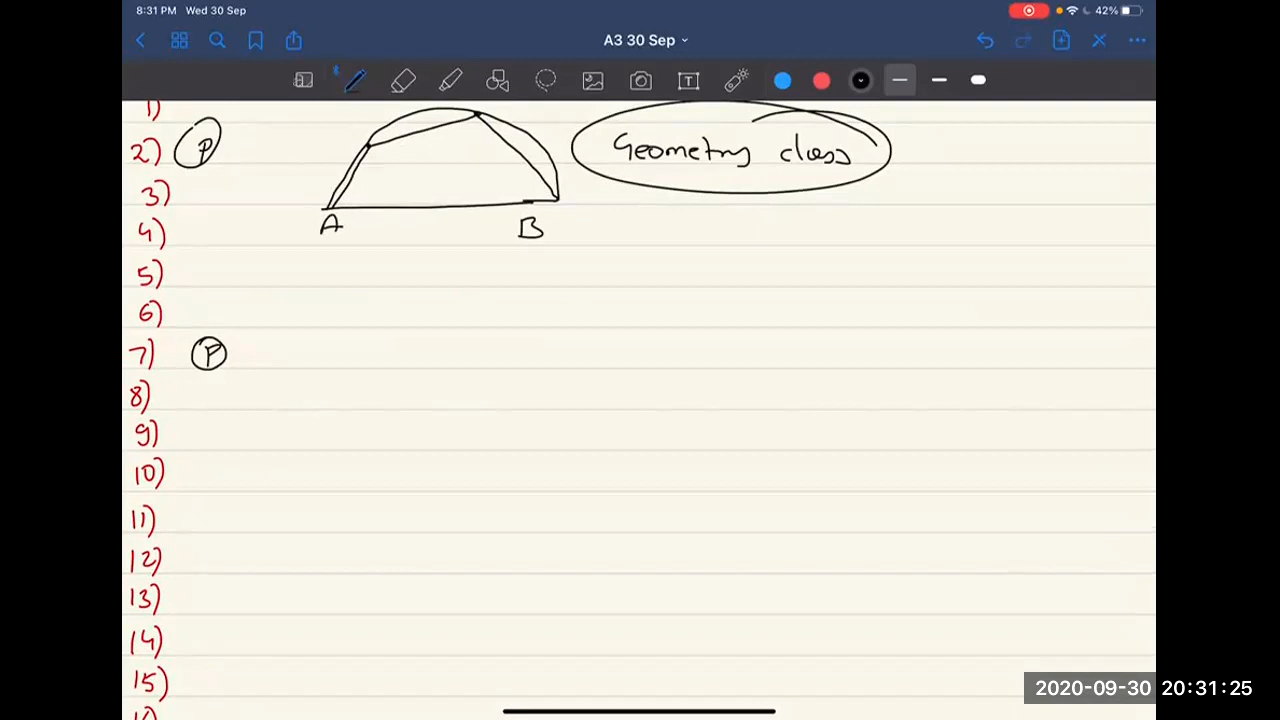 8:31 PM Wed 30 Sep
42%
A3 30 Sep
T
1)
2) P
Geometry class
3)
A B
4)
5)
6)
7) P
8)
9)
10)
11)
12)
13)
14)
15)
2020-09-30 20:31:25